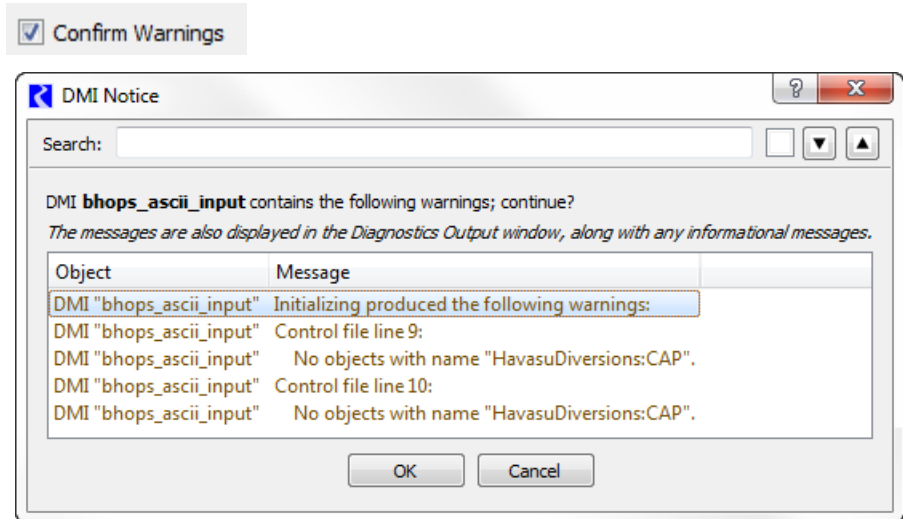 Confirm Warnings
DMI Notice
Search:
DMI bhops_ascii_input contains the following warnings; continue?
The messages are also displayed in the Diagnostics Output window, along with any informational messages.
Object Message
DMI "bhops_ascii_input" Initializing produced the following warnings:
DMI "bhops_ascii_input" Control file line 9:
DMI "bhops_ascii_input" No objects with name "HavasuDiversions:CAP".
DMI "bhops_ascii_input" Control file line 10:
DMI "bhops_ascii_input" No objects with name "HavasuDiversions:CAP".
OK Cancel